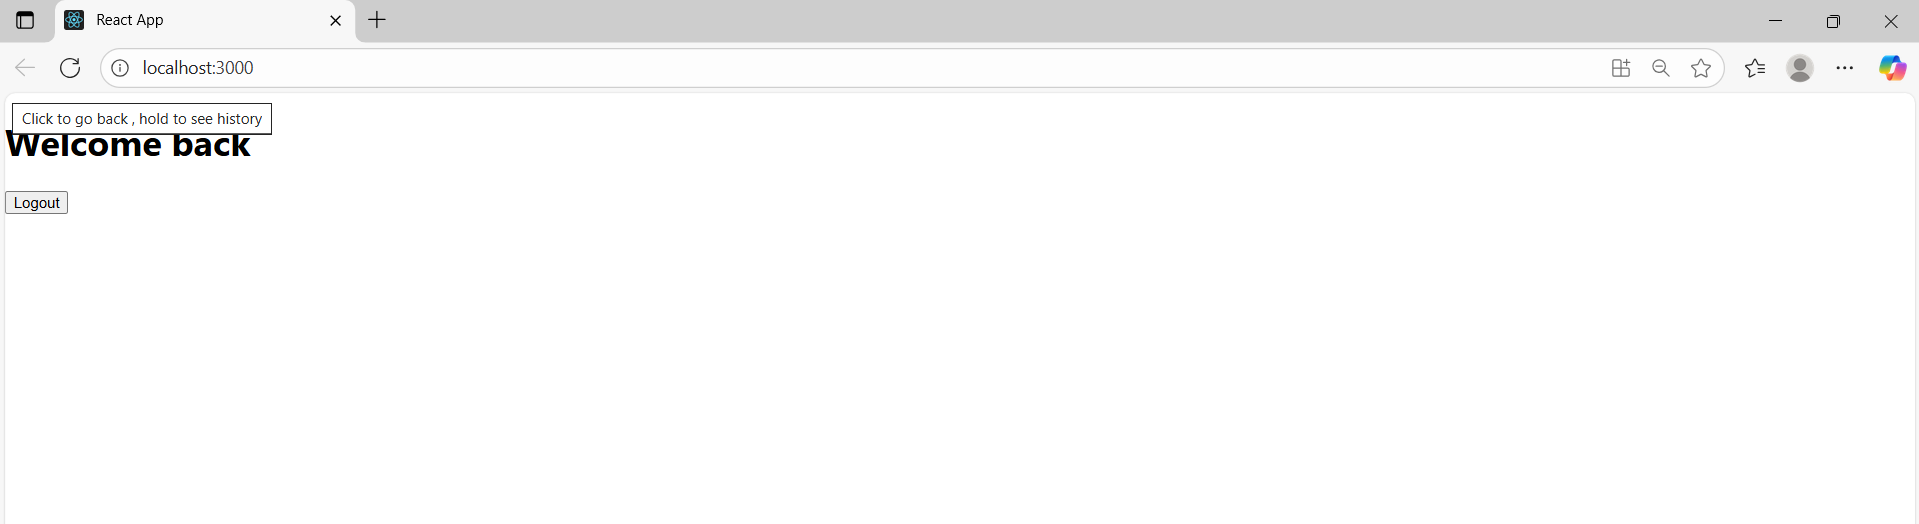 React App
localhost:3000
Click to go back, hold to see history
Welcome back
Logout